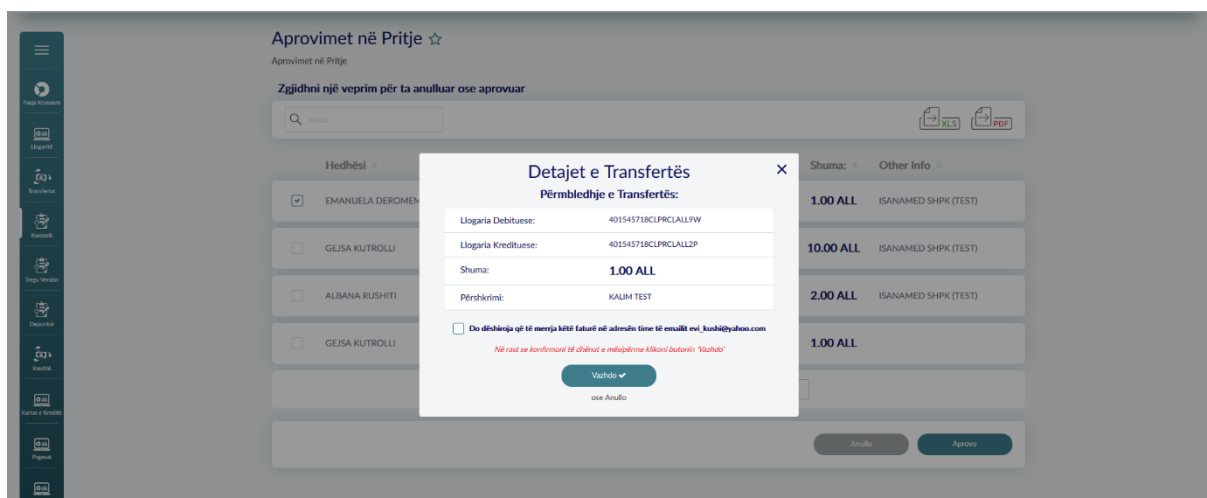 Aprovimet në Pritje
Aprovimet në Pritje
Zgjidhni një veprim për ta anulluar ose aprovuar
XLS PDF
Hedhësi Shuma: Other Info
EMANUELA DEROMEN 1.00 ALL ISANAMED SHPK (TEST)
GEJSA KUTROLLI 10.00 ALL ISANAMED SHPK (TEST)
ALBANA RUSHITI 2.00 ALL ISANAMED SHPK (TEST)
GEJSA KUTROLLI 1.00 ALL
Anullo Aprovo
Detajet e Transfertës
Përmbledhje e Transfertës:
Llogaria Debituese: 401545718CLPRCLALL9W
Llogaria Kredituese: 401545718CLPRCLALL2P
Shuma: 1.00 ALL
Përshkrimi: KALIM TEST
Do dëshiroja që të merrja këtë faturë në adresën time të emailit evi_kushi@yahoo.com
Në rast se konfirmoni të dhënat e mësipërme klikoni butonin 'Vazhdo'
Vazhdo
ose Anullo
Faqja Kryesore
Llogaritë
Transfertat
Kontrolli
Depozitat
Kreditë
Kartat e Kreditit
Pagesat